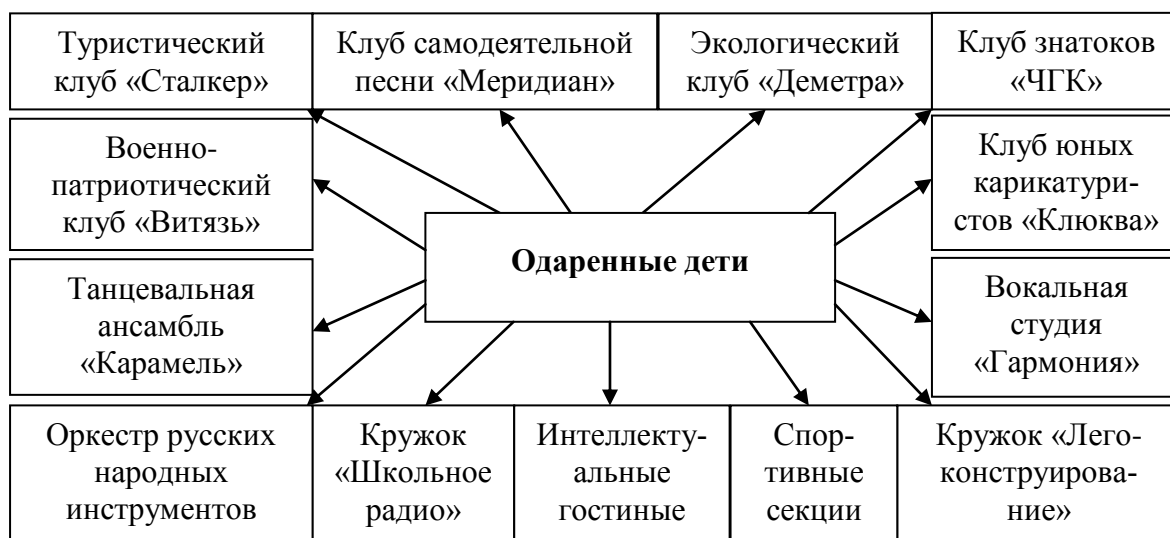 Туристический
клуб «Сталкер»
Клуб самодеятельной
песни «Меридиан»
Экологический
клуб «Деметра»
Клуб знатоков
«ЧГК»
Военно-
патриотический
клуб «Витязь»
Клуб юных
карикатури-
стов «Клюква»
Одаренные дети
Танцевальная
ансамбль
«Карамель»
Вокальная
студия
«Гармония»
Оркестр русских
народных
инструментов
Кружок
«Школьное
радио»
Интеллекту-
альные
гостиные
Спор-
тивные
секции
Кружок «Лего-
конструирова-
ние»